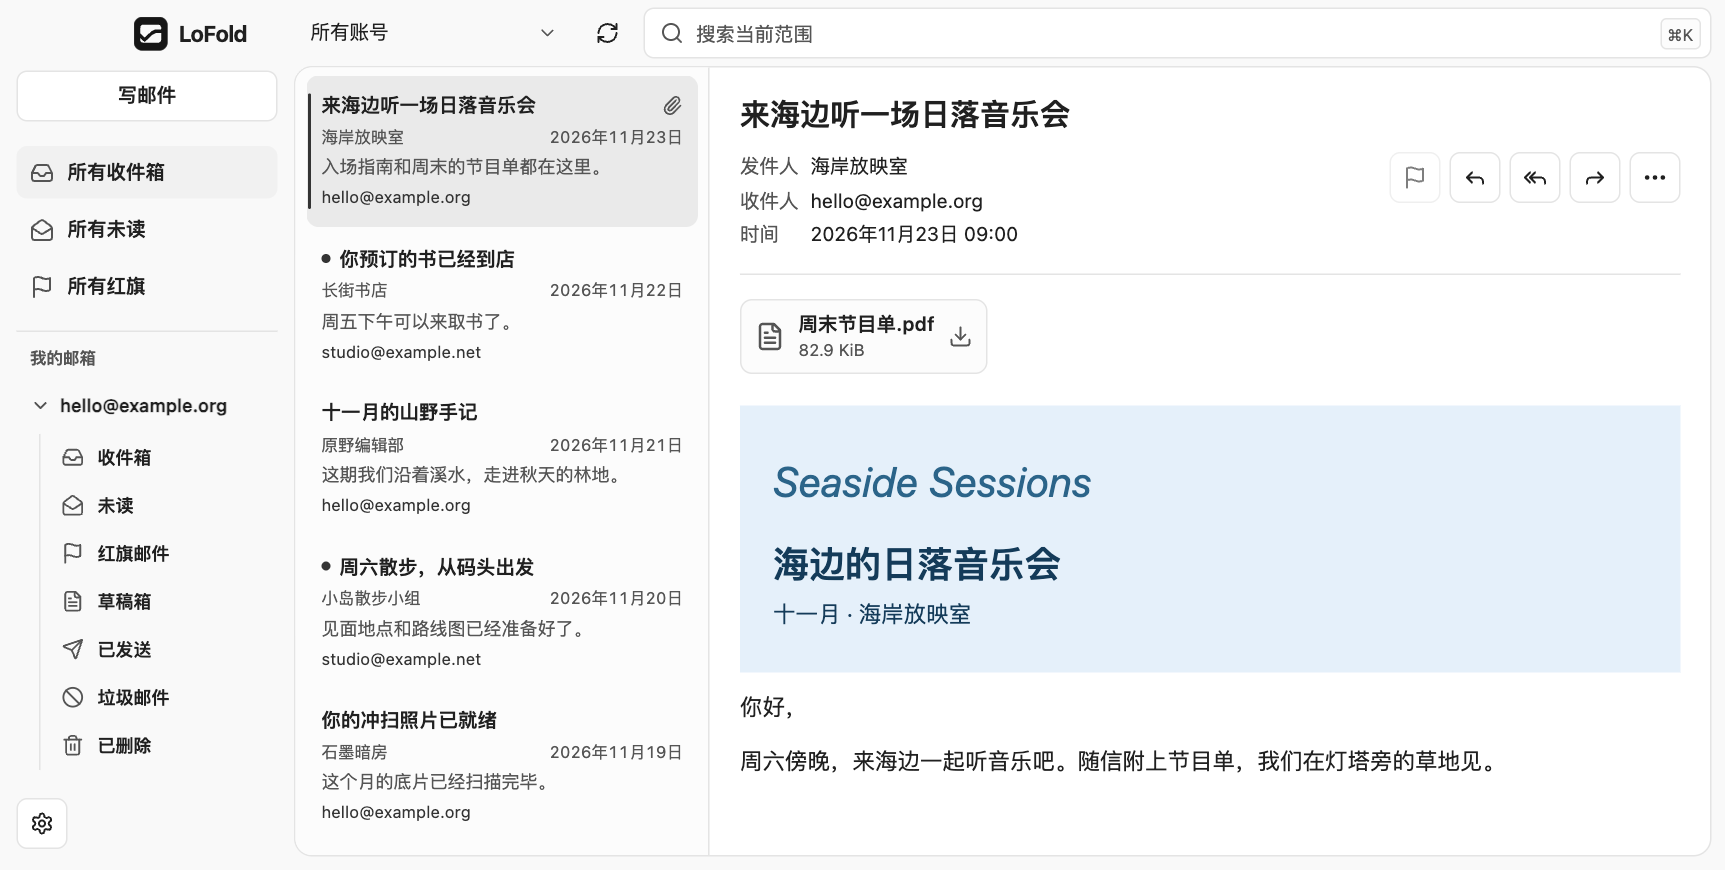 LoFold
所有账号
搜索当前范围
⌘K
写邮件
所有收件箱
所有未读
所有红旗
我的邮箱
hello@example.org
收件箱
未读
红旗邮件
草稿箱
已发送
垃圾邮件
已删除
来海边听一场日落音乐会
海岸放映室 2026年11月23日
入场指南和周末的节目单都在这里。
hello@example.org
你预订的书已经到店
长街书店 2026年11月22日
周五下午可以来取书了。
studio@example.net
十一月的山野手记
原野编辑部 2026年11月21日
这期我们沿着溪水，走进秋天的林地。
hello@example.org
周六散步，从码头出发
小岛散步小组 2026年11月20日
见面地点和路线图已经准备好了。
studio@example.net
你的冲扫照片已就绪
石墨暗房 2026年11月19日
这个月的底片已经扫描完毕。
hello@example.org
来海边听一场日落音乐会
发件人 海岸放映室
收件人 hello@example.org
时间 2026年11月23日 09:00
周末节目单.pdf
82.9 KiB
Seaside Sessions
海边的日落音乐会
十一月 · 海岸放映室
你好，
周六傍晚，来海边一起听音乐吧。随信附上节目单，我们在灯塔旁的草地见。